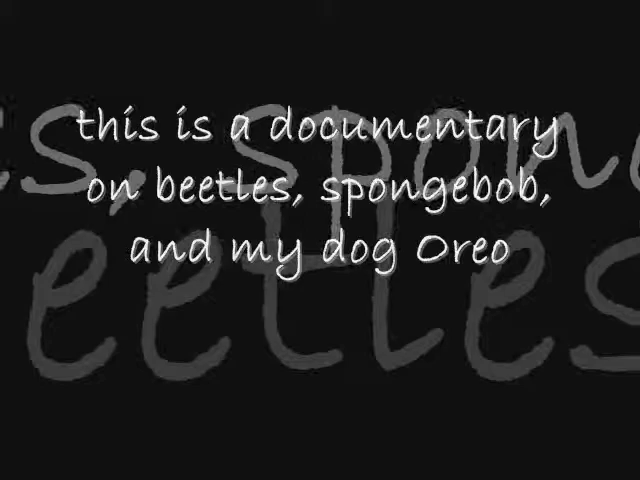 this is a documentary
on beetles, spongebob,
and my dog Oreo